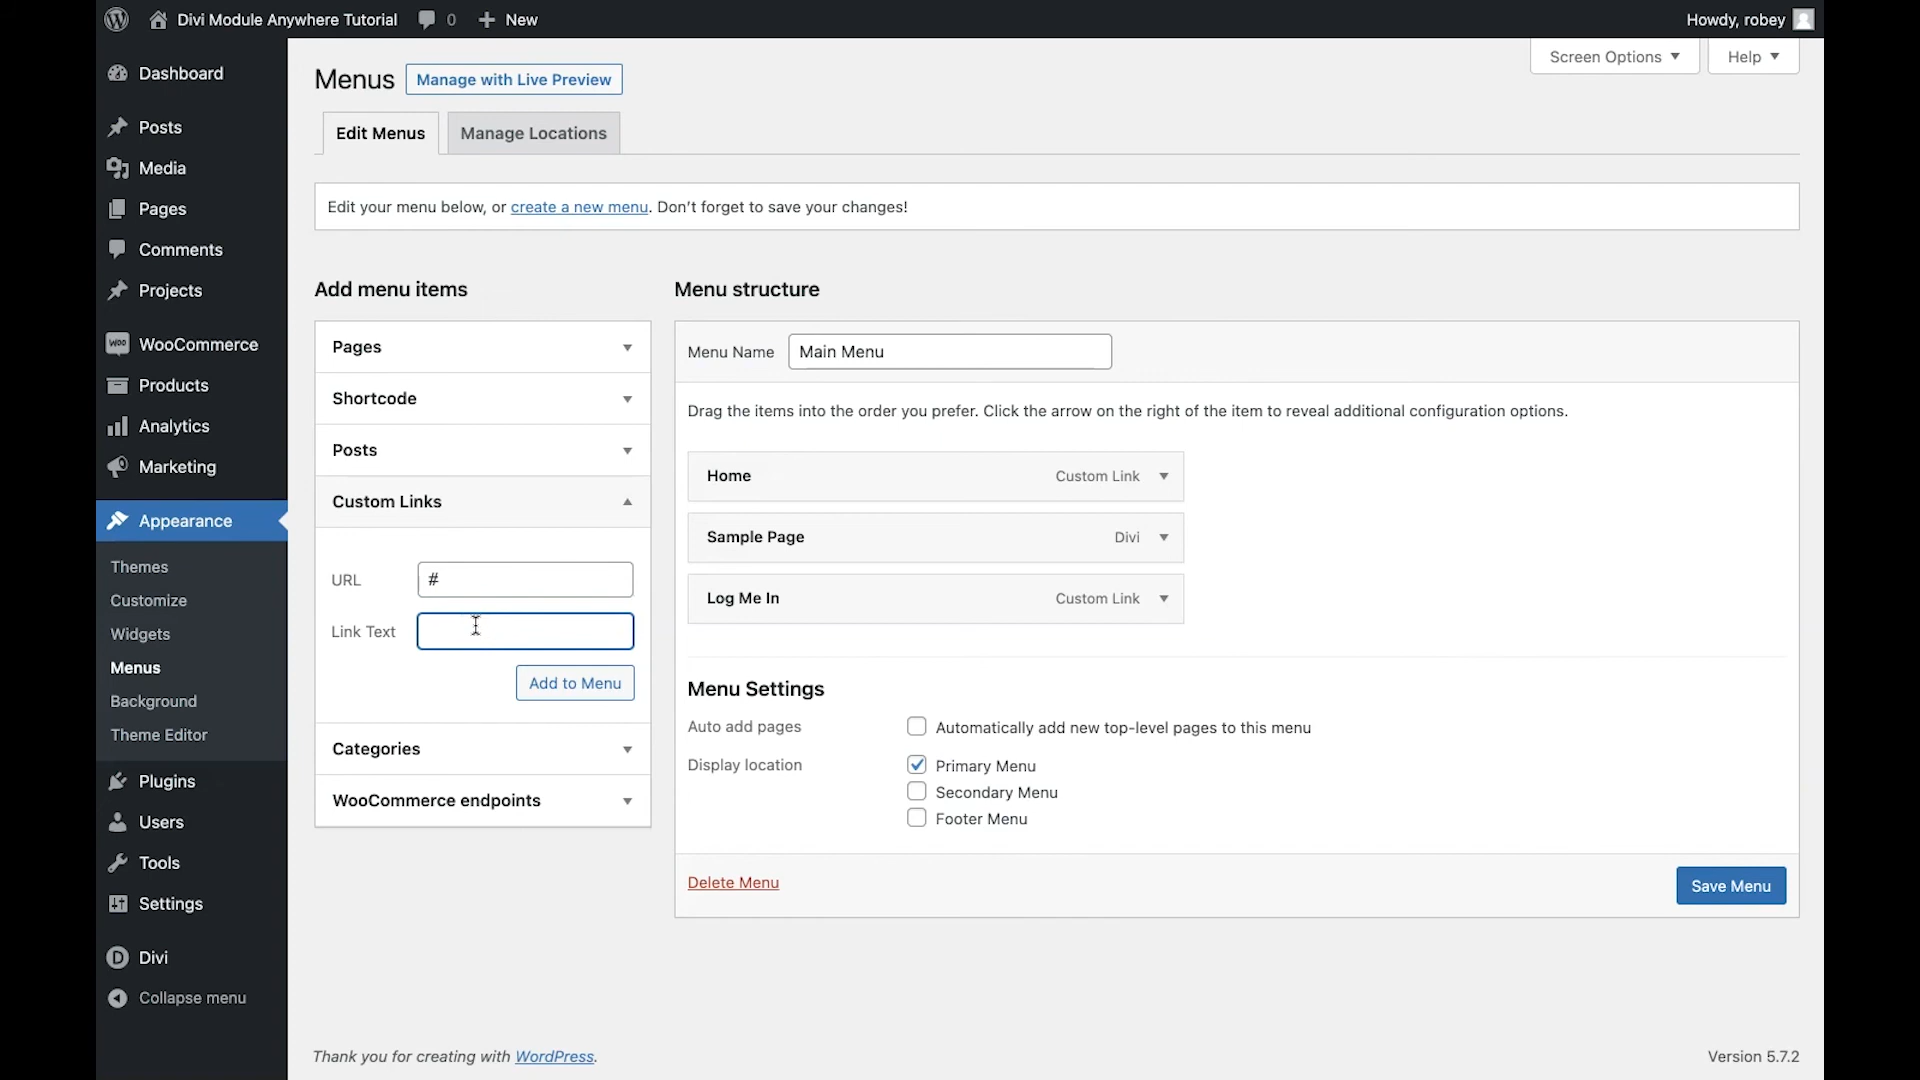 Divi Module Anywhere Tutorial 0 New Howdy, robey
Screen Options Help
Dashboard
Posts
Media
Pages
Comments
Projects
WOO WooCommerce
Products
Analytics
Marketing
Appearance
Themes
Customize
Widgets
Menus
Background
Theme Editor
Plugins
Users
Tools
Settings
D Divi
Collapse menu
Menus Manage with Live Preview
Edit Menus Manage Locations
Edit your menu below, or create a new menu. Don't forget to save your changes!
Add menu items
Pages
Shortcode
Posts
Custom Links
URL #
Link Text
Add to Menu
Categories
WooCommerce endpoints
Menu structure
Menu Name Main Menu
Drag the items into the order you prefer. Click the arrow on the right of the item to reveal additional configuration options.
Home Custom Link
Sample Page Divi
Log Me In Custom Link
Menu Settings
Auto add pages Automatically add new top-level pages to this menu
Display location Primary Menu
Secondary Menu
Footer Menu
Delete Menu Save Menu
Thank you for creating with WordPress. Version 5.7.2